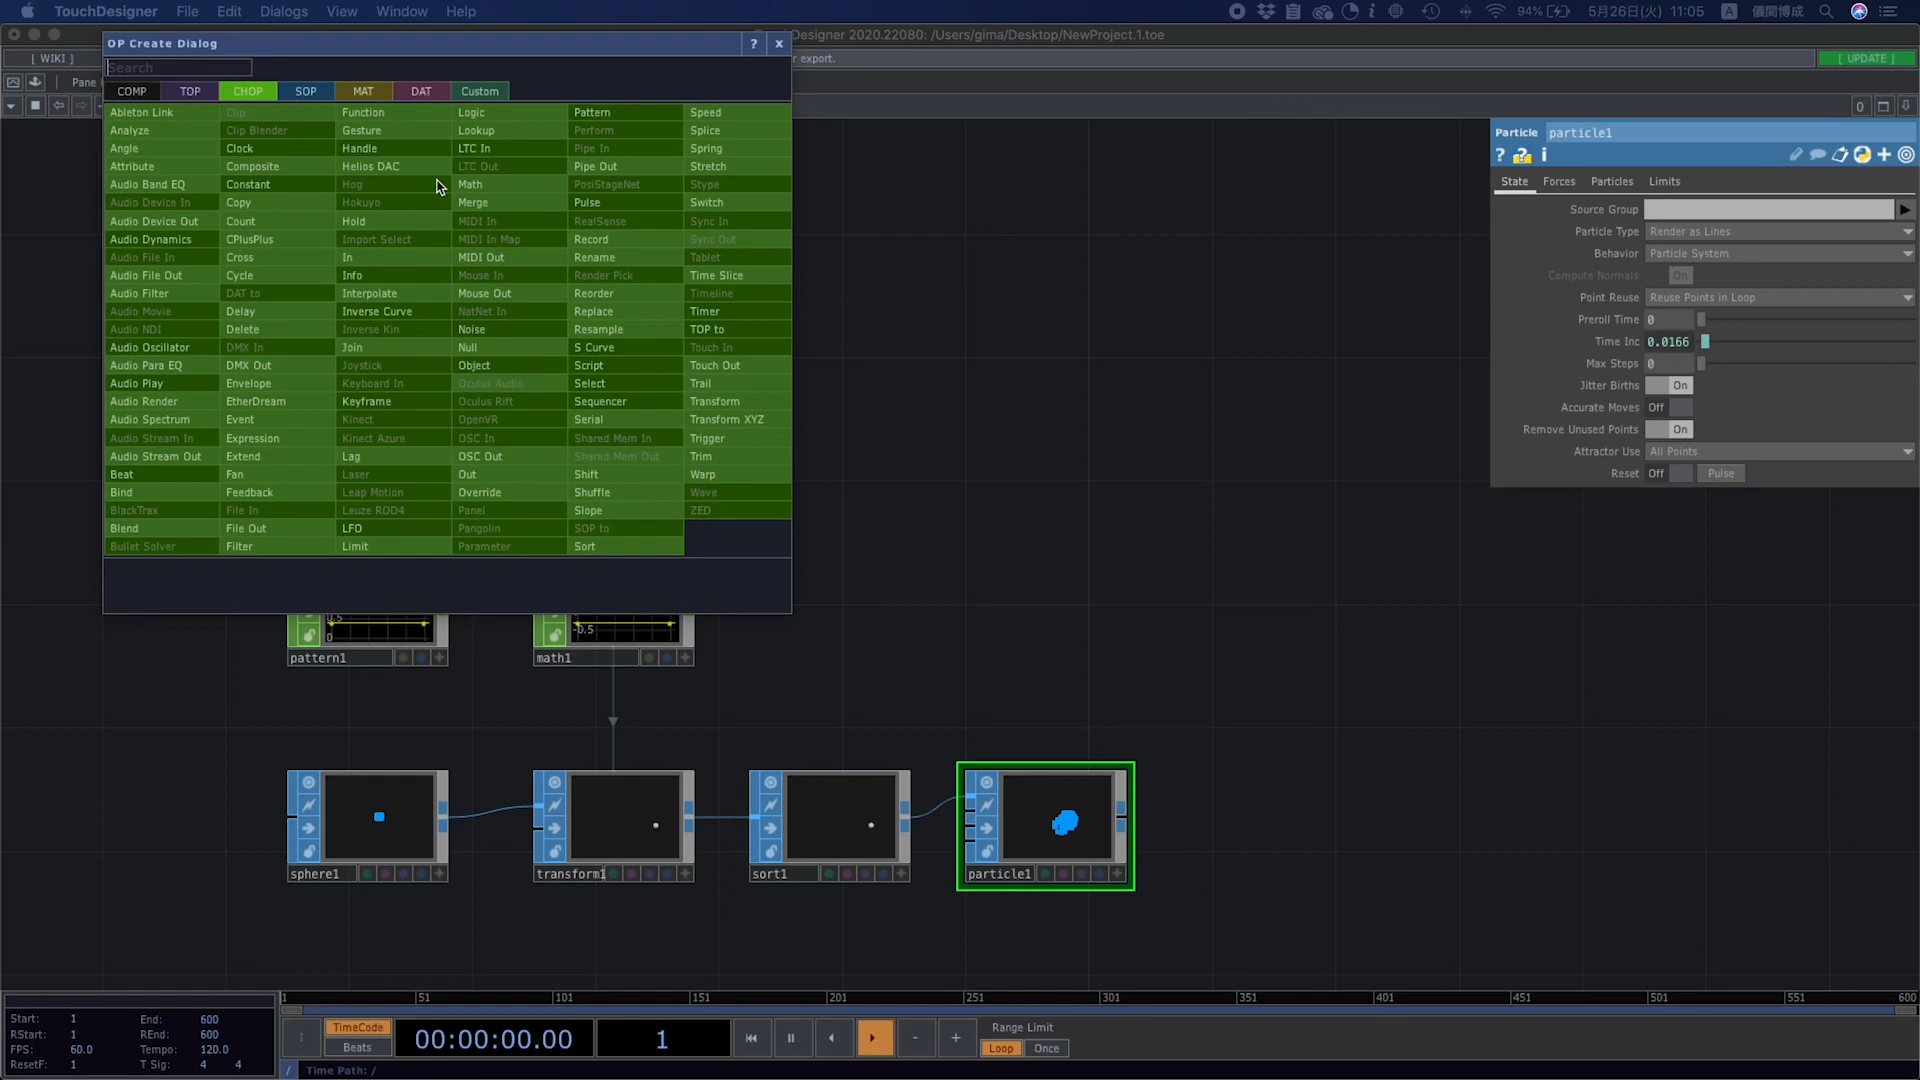 TouchDesigner File Edit Dialogs View Window Help 94% 5月26日(火) 11:05 A 儀間博成
Designer 2020.22080: /Users/gima/Desktop/NewProject.1.toe
OP Create Dialog ? x
[ WIKI ] r export. [ UPDATE ]
Search
Pane
COMP TOP CHOP SOP MAT DAT Custom
0
Ableton Link Clip Function Logic Pattern Speed
Analyze Clip Blender Gesture Lookup Perform Splice
Angle Clock Handle LTC In Pipe In Spring
Attribute Composite Helios DAC LTC Out Pipe Out Stretch
Audio Band EQ Constant Hog Math PosiStageNet Stype
Audio Device In Copy Hokuyo Merge Pulse Switch
Audio Device Out Count Hold MIDI In RealSense Sync In
Audio Dynamics CPlusPlus Import Select MIDI In Map Record Sync Out
Audio File In Cross In MIDI Out Rename Tablet
Audio File Out Cycle Info Mouse In Render Pick Time Slice
Audio Filter DAT to Interpolate Mouse Out Reorder Timeline
Audio Movie Delay Inverse Curve NatNet In Replace Timer
Audio NDI Delete Inverse Kin Noise Resample TOP to
Audio Oscillator DMX In Join Null S Curve Touch In
Audio Para EQ DMX Out Joystick Object Script Touch Out
Audio Play Envelope Keyboard In Oculus Audio Select Trail
Audio Render EtherDream Keyframe Oculus Rift Sequencer Transform
Audio Spectrum Event Kinect OpenVR Serial Transform XYZ
Audio Stream In Expression Kinect Azure OSC In Shared Mem In Trigger
Audio Stream Out Extend Lag OSC Out Shared Mem Out Trim
Beat Fan Laser Out Shift Warp
Bind Feedback Leap Motion Override Shuffle Wave
BlackTrax File In Leuze ROD4 Panel Slope ZED
Blend File Out LFO Pangolin SOP to
Bullet Solver Filter Limit Parameter Sort
Particle particle1
? ? i
State Forces Particles Limits
Source Group
Particle Type Render as Lines
Behavior Particle System
Compute Normals On
Point Reuse Reuse Points in Loop
Preroll Time 0
Time Inc 0.0166
Max Steps 0
Jitter Births On
Accurate Moves Off
Remove Unused Points On
Attractor Use All Points
Reset Off Pulse
0.5
0
-0.5
pattern1 math1
sphere1 transform1 sort1 particle1
1 51 101 151 201 251 301 351 401 451 501 551 600
Start: 1 End: 600
RStart: 1 REnd: 600
FPS: 60.0 Tempo: 120.0
ResetF: 1 T Sig: 4 4
TimeCode
Beats
00:00:00.00
1
- +
Range Limit
Loop Once
/ Time Path: /